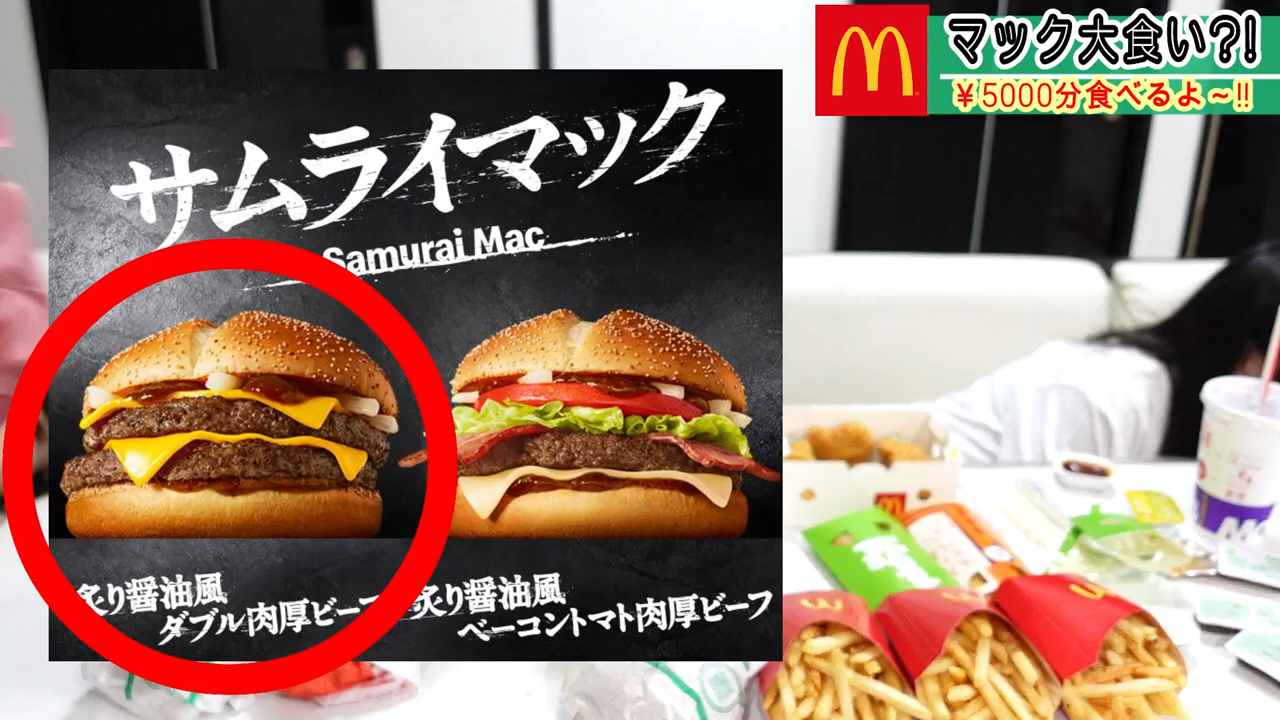 マック大食い?!
¥5000分食べるよ~!!
サムライマック
Samurai Mac
炙り醤油風
ダブル肉厚ビーフ
炙り醤油風
ベーコントマト肉厚ビーフ